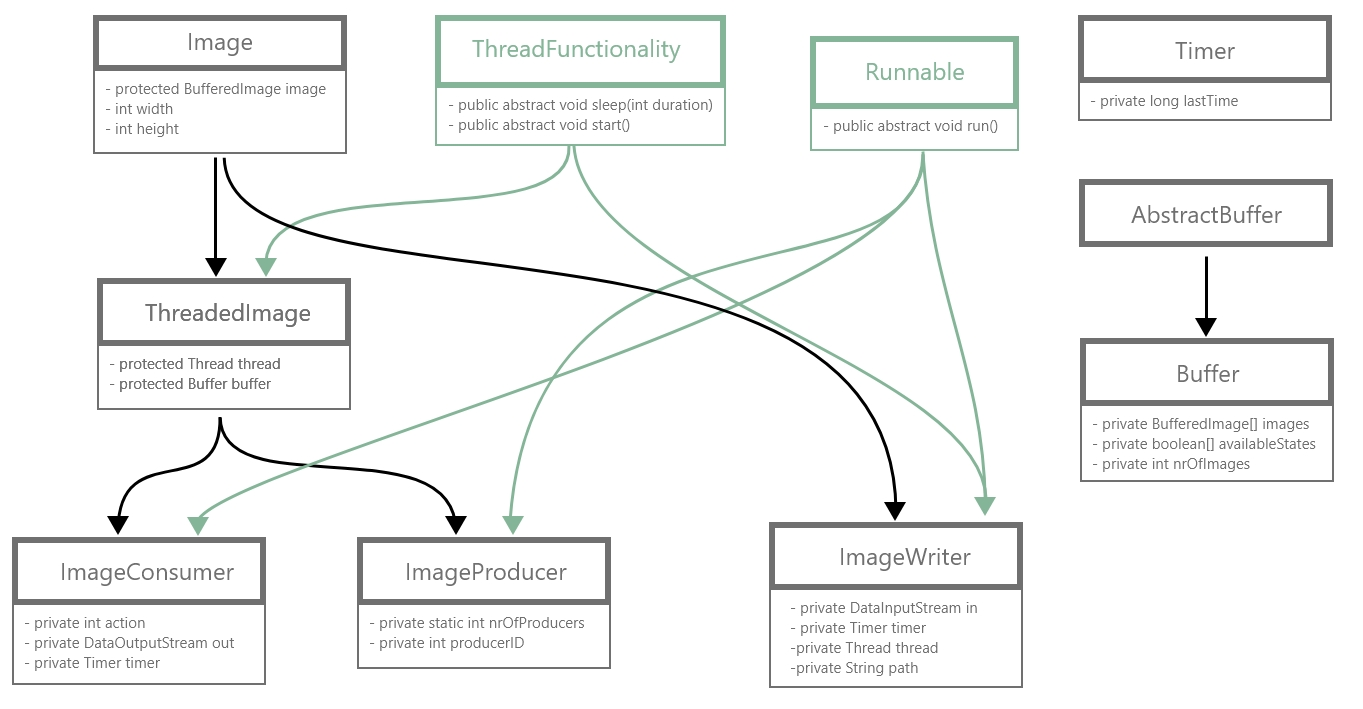 Image
- protected BufferedImage image
- int width
- int height
ThreadFunctionality
- public abstract void sleep(int duration)
- public abstract void start()
Runnable
- public abstract void run()
Timer
- private long lastTime
AbstractBuffer
ThreadedImage
- protected Thread thread
- protected Buffer buffer
Buffer
- private BufferedImage[] images
- private boolean[] availableStates
- private int nrOfImages
ImageConsumer
- private int action
- private DataOutputStream out
- private Timer timer
ImageProducer
- private static int nrOfProducers
- private int producerID
ImageWriter
- private DataInputStream in
- private Timer timer
-private Thread thread
-private String path